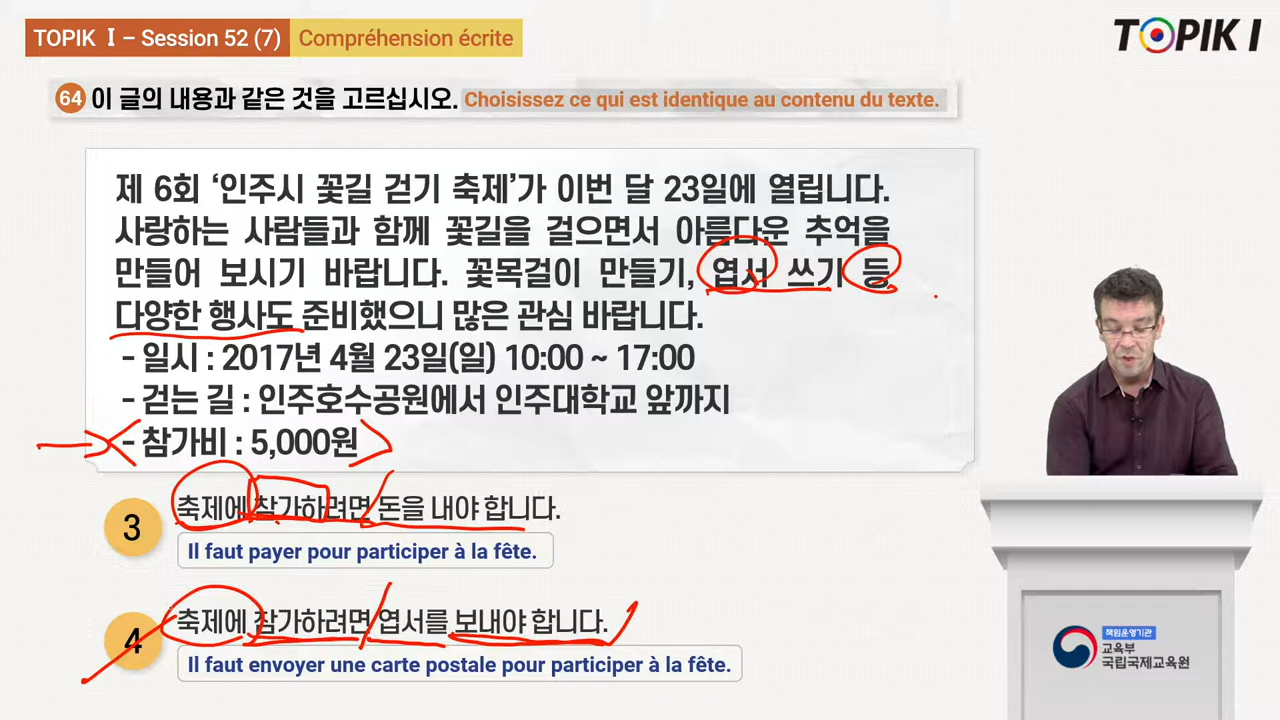 TOPIK Ⅰ – Session 52 (7) Compréhension écrite
TOPIK I
64 이 글의 내용과 같은 것을 고르십시오. Choisissez ce qui est identique au contenu du texte.
제 6회 ‘인주시 꽃길 걷기 축제’가 이번 달 23일에 열립니다.
사랑하는 사람들과 함께 꽃길을 걸으면서 아름다운 추억을
만들어 보시기 바랍니다. 꽃목걸이 만들기, 엽서 쓰기 등
다양한 행사도 준비했으니 많은 관심 바랍니다.
- 일시 : 2017년 4월 23일(일) 10:00 ~ 17:00
- 걷는 길 : 인주호수공원에서 인주대학교 앞까지
- 참가비 : 5,000원
3 축제에 참가하려면 돈을 내야 합니다.
Il faut payer pour participer à la fête.
4 축제에 참가하려면 엽서를 보내야 합니다.
Il faut envoyer une carte postale pour participer à la fête.
책임운영기관
교육부
국립국제교육원